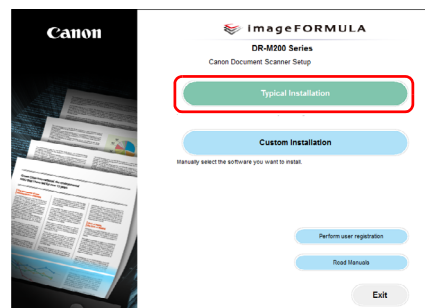 Canon
imageFORMULA
DR-M200 Series
Canon Document Scanner Setup
Typical Installation
Custom Installation
Manually select the software you want to install.
Perform user registration
Read Manuals
Exit